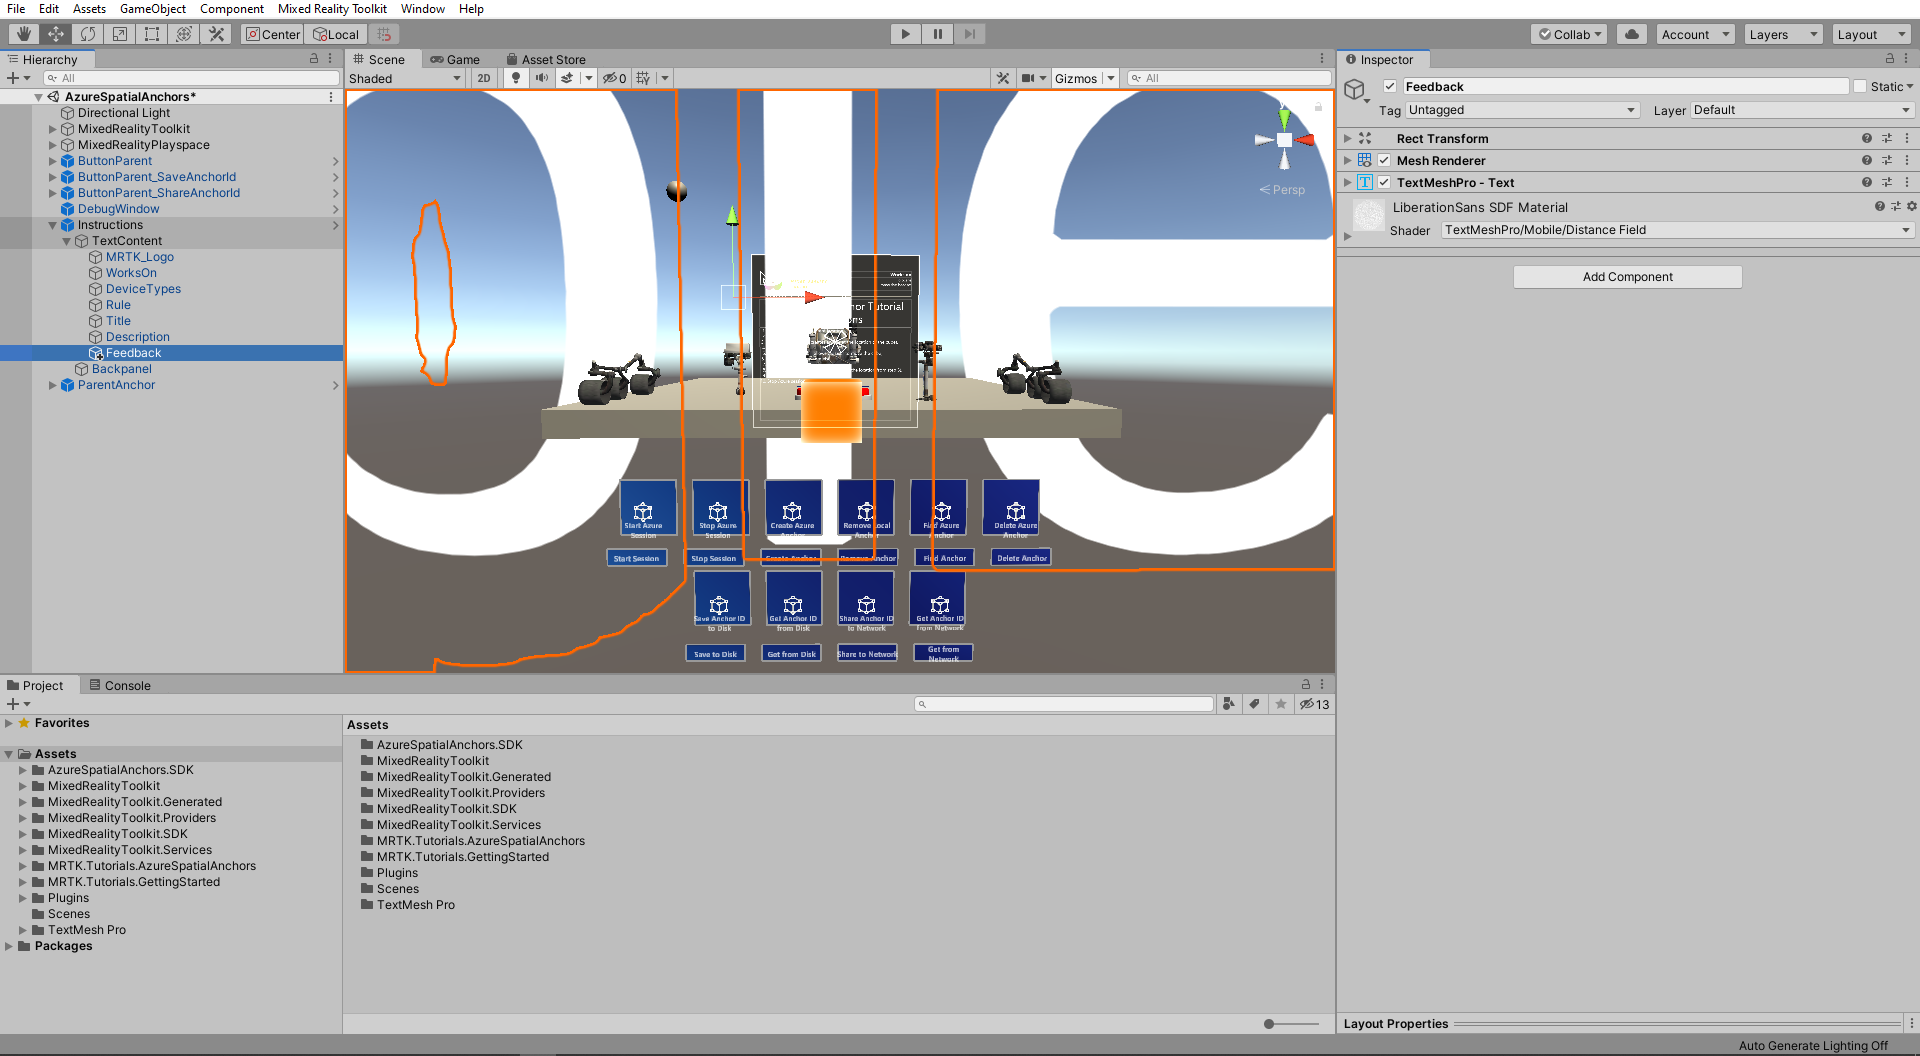 File Edit Assets GameObject Component Mixed Reality Toolkit Window Help
Center Local Collab Account Layers Layout
Hierarchy
All
AzureSpatialAnchors*
Directional Light
MixedRealityToolkit
MixedRealityPlayspace
ButtonParent
ButtonParent_SaveAnchorId
ButtonParent_ShareAnchorId
DebugWindow
Instructions
TextContent
MRTK_Logo
WorksOn
DeviceTypes
Rule
Title
Description
Feedback
Backpanel
ParentAnchor
Scene Game Asset Store
Shaded 2D 0 Gizmos All
y
Persp
Start Azure Session
Stop Azure Session
Create Azure Anchor
Remove Local Anchor
Find Azure Anchor
Delete Azure Anchor
Start Session
Stop Session
Create Anchor
Remove Anchor
Find Anchor
Delete Anchor
Save Anchor ID to Disk
Get Anchor ID from Disk
Share Anchor ID to Network
Get Anchor ID from Network
Save to Disk
Get from Disk
Share to Network
Get from Network
Inspector
Feedback Static
Tag Untagged Layer Default
Rect Transform
Mesh Renderer
TextMeshPro - Text
LiberationSans SDF Material
Shader TextMeshPro/Mobile/Distance Field
Add Component
Layout Properties
Project Console
13
Favorites
Assets
AzureSpatialAnchors.SDK
MixedRealityToolkit
MixedRealityToolkit.Generated
MixedRealityToolkit.Providers
MixedRealityToolkit.SDK
MixedRealityToolkit.Services
MRTK.Tutorials.AzureSpatialAnchors
MRTK.Tutorials.GettingStarted
Plugins
Scenes
TextMesh Pro
Packages
Assets
AzureSpatialAnchors.SDK
MixedRealityToolkit
MixedRealityToolkit.Generated
MixedRealityToolkit.Providers
MixedRealityToolkit.SDK
MixedRealityToolkit.Services
MRTK.Tutorials.AzureSpatialAnchors
MRTK.Tutorials.GettingStarted
Plugins
Scenes
TextMesh Pro
Auto Generate Lighting Off